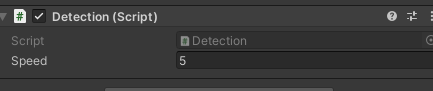 # Detection (Script)
Script # Detection
Speed 5